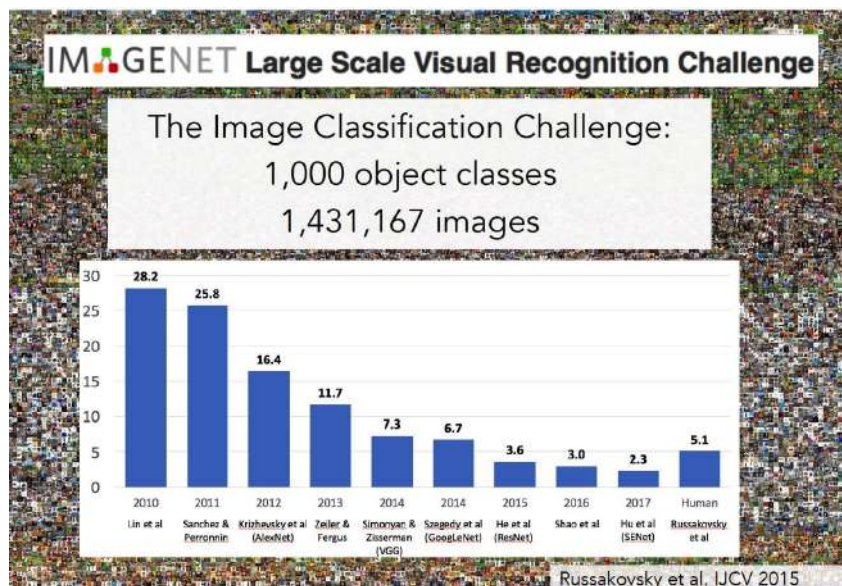 IMAGENET Large Scale Visual Recognition Challenge
The Image Classification Challenge:
1,000 object classes
1,431,167 images
30
25
20
15
10
5
0
28.2
25.8
16.4
11.7
7.3
6.7
3.6
3.0
2.3
5.1
2010
2011
2012
2013
2014
2014
2015
2016
2017
Human
Lin et al
Sanchez &
Perronnin
Krizhevsky et al
(AlexNet)
Zeiler &
Fergus
Simonyan &
Zisserman
(VGG)
Szegedy et al
(GoogLeNet)
He et al
(ResNet)
Shao et al
Hu et al
(SENet)
Russakovsky
et al
Russakovsky et al. IJCV 2015